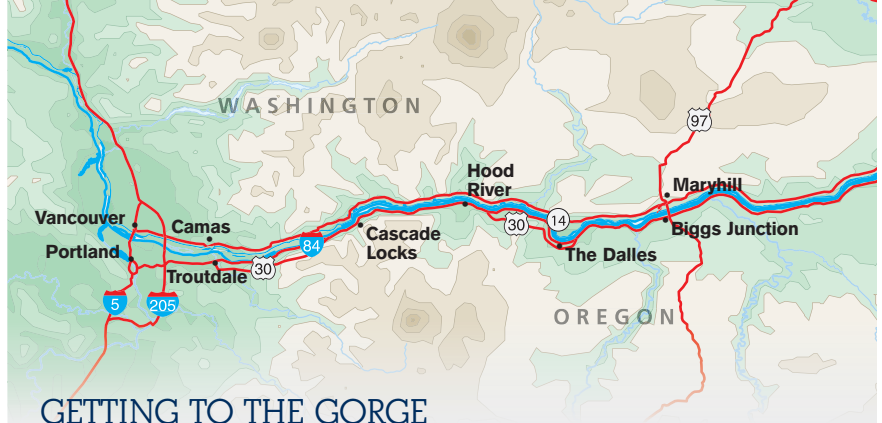 WASHINGTON
97
Hood
River
Maryhill
Vancouver
Camas
14
30
Biggs Junction
Cascade
Locks
84
Portland
The Dalles
Troutdale
30
5
205
OREGON
GETTING TO THE GORGE